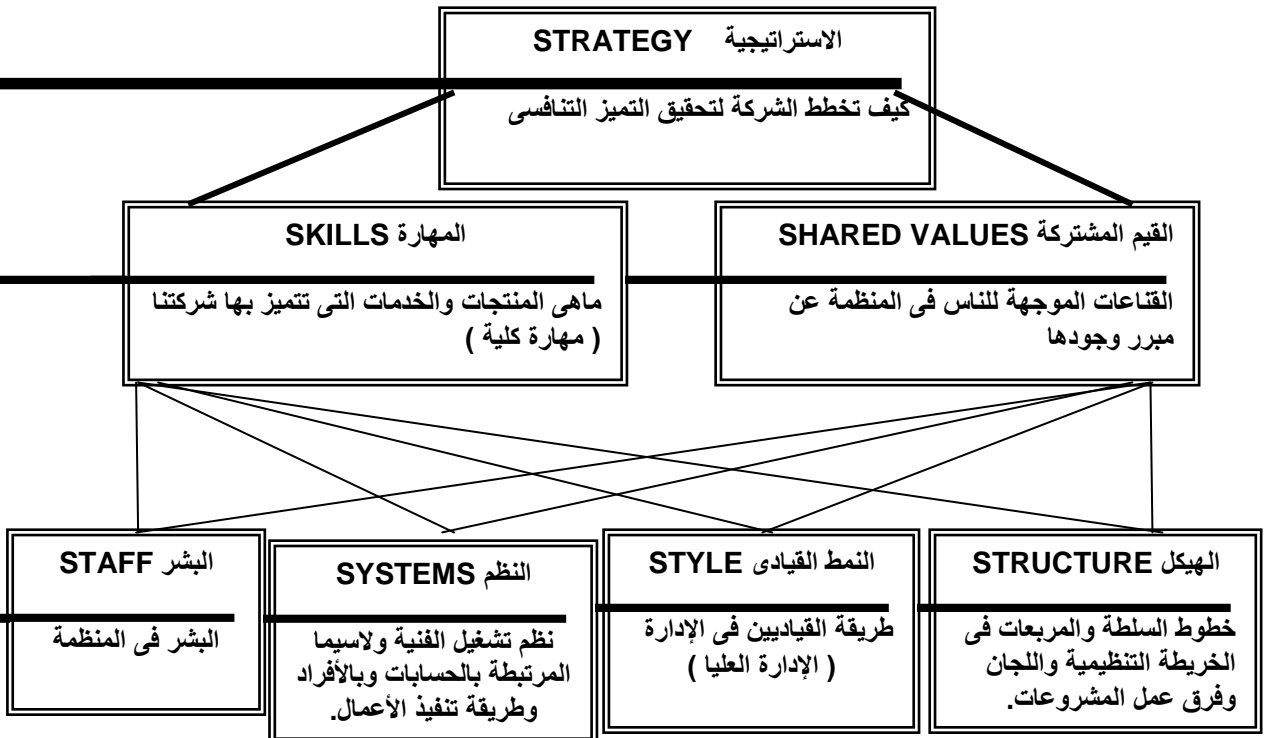 الاستراتيجية STRATEGY
كيف تخطط الشركة لتحقيق التميز التنافسى
القيم المشتركة SHARED VALUES
القناعات الموجهة للناس فى المنظمة عن
مبرر وجودها
المهارة SKILLS
ماهى المنتجات والخدمات التى تتميز بها شركتنا
( مهارة كلية )
الهيكل STRUCTURE
خطوط السلطة والمربعات فى
الخريطة التنظيمية واللجان
وفرق عمل المشروعات.
النمط القيادى STYLE
طريقة القياديين فى الإدارة
( الإدارة العليا )
النظم SYSTEMS
نظم تشغيل الفنية ولاسيما
المرتبطة بالحسابات وبالأفراد
وطريقة تنفيذ الأعمال.
البشر STAFF
البشر فى المنظمة